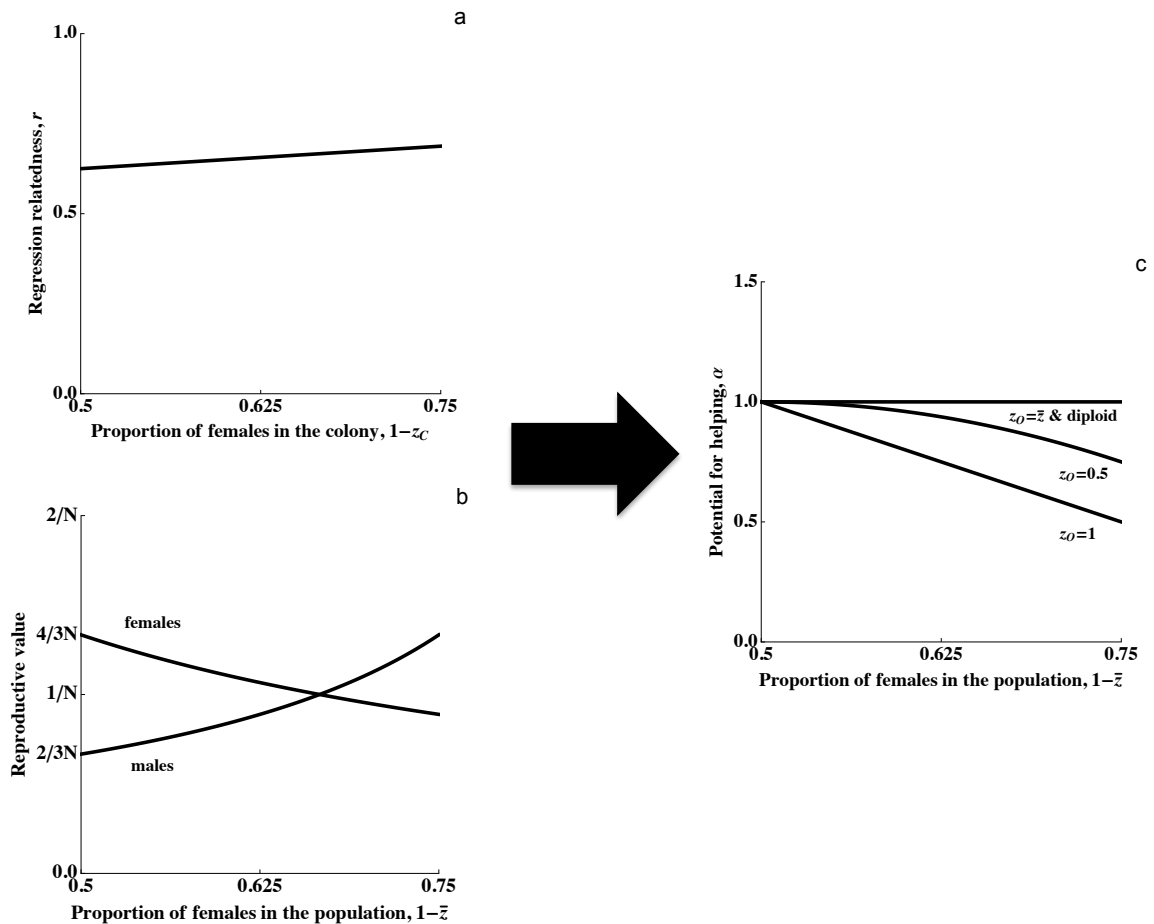 a
1.0
0.5
0.0
Regression relatedness, r
0.5
0.625
0.75
Proportion of females in the colony, 1−z_C
b
2/N
4/3N
1/N
2/3N
0.0
Reproductive value
females
males
0.5
0.625
0.75
Proportion of females in the population, 1−z̄
c
1.5
1.0
0.5
0.0
Potential for helping, α
z_O=z̄ & diploid
z_O=0.5
z_O=1
0.5
0.625
0.75
Proportion of females in the population, 1−z̄